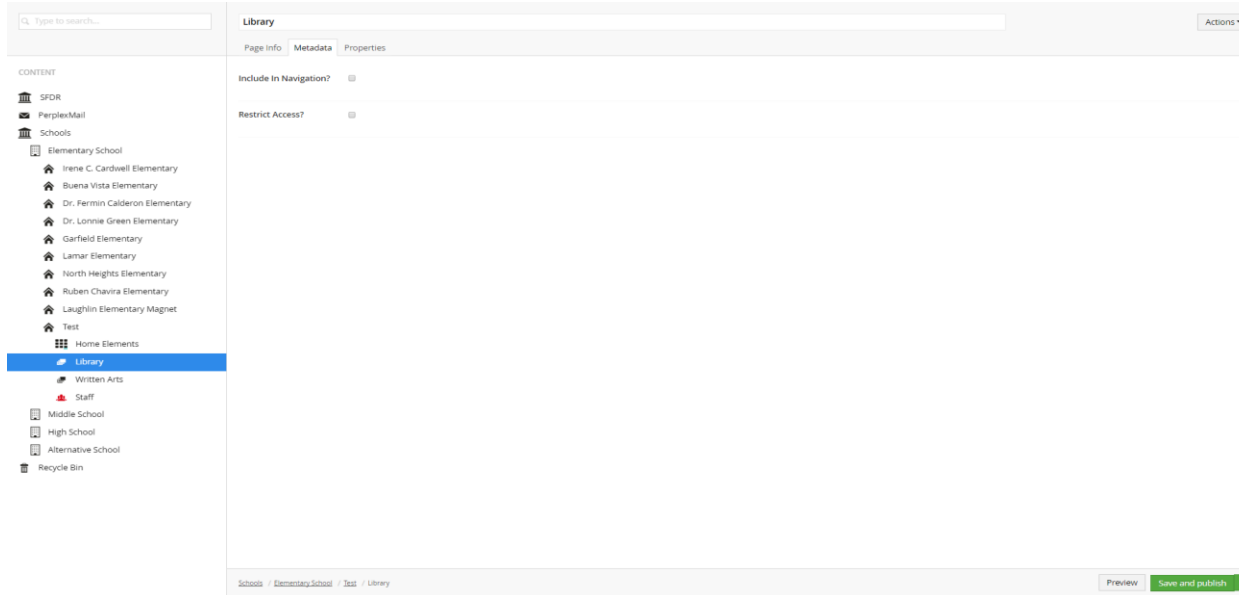 Type to search...
Library
Actions
Page Info Metadata Properties
CONTENT
SFDR
PerplexMail
Schools
Elementary School
Irene C. Cardwell Elementary
Buena Vista Elementary
Dr. Fermin Calderon Elementary
Dr. Lonnie Green Elementary
Garfield Elementary
Lamar Elementary
North Heights Elementary
Ruben Chavira Elementary
Laughlin Elementary Magnet
Test
Home Elements
Library
Written Arts
Staff
Middle School
High School
Alternative School
Recycle Bin
Include In Navigation?
Restrict Access?
Schools / Elementary School / Test / Library
Preview Save and publish